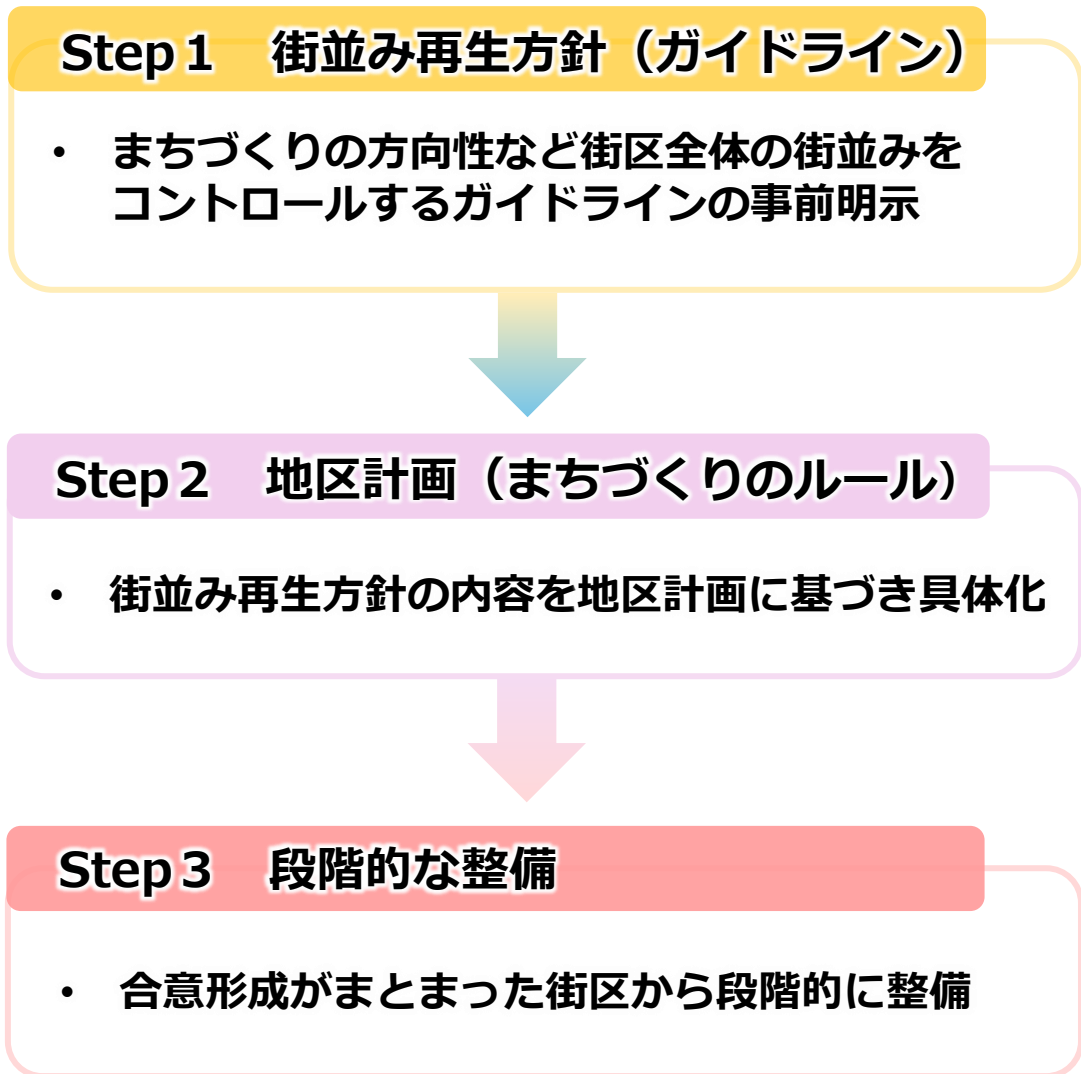 Step１　街並み再生方針（ガイドライン）
・ まちづくりの方向性など街区全体の街並みを
コントロールするガイドラインの事前明示
Step２　地区計画（まちづくりのルール）
・ 街並み再生方針の内容を地区計画に基づき具体化
Step３　段階的な整備
・ 合意形成がまとまった街区から段階的に整備